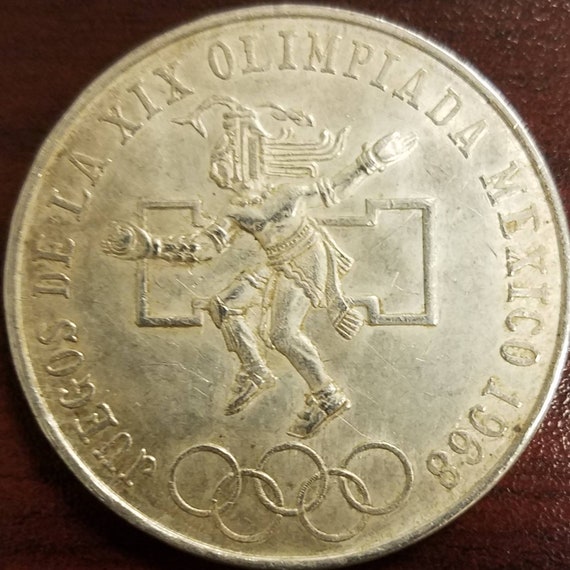 JUEGOS DE LA XIX OLIMPIADA MEXICO 1968